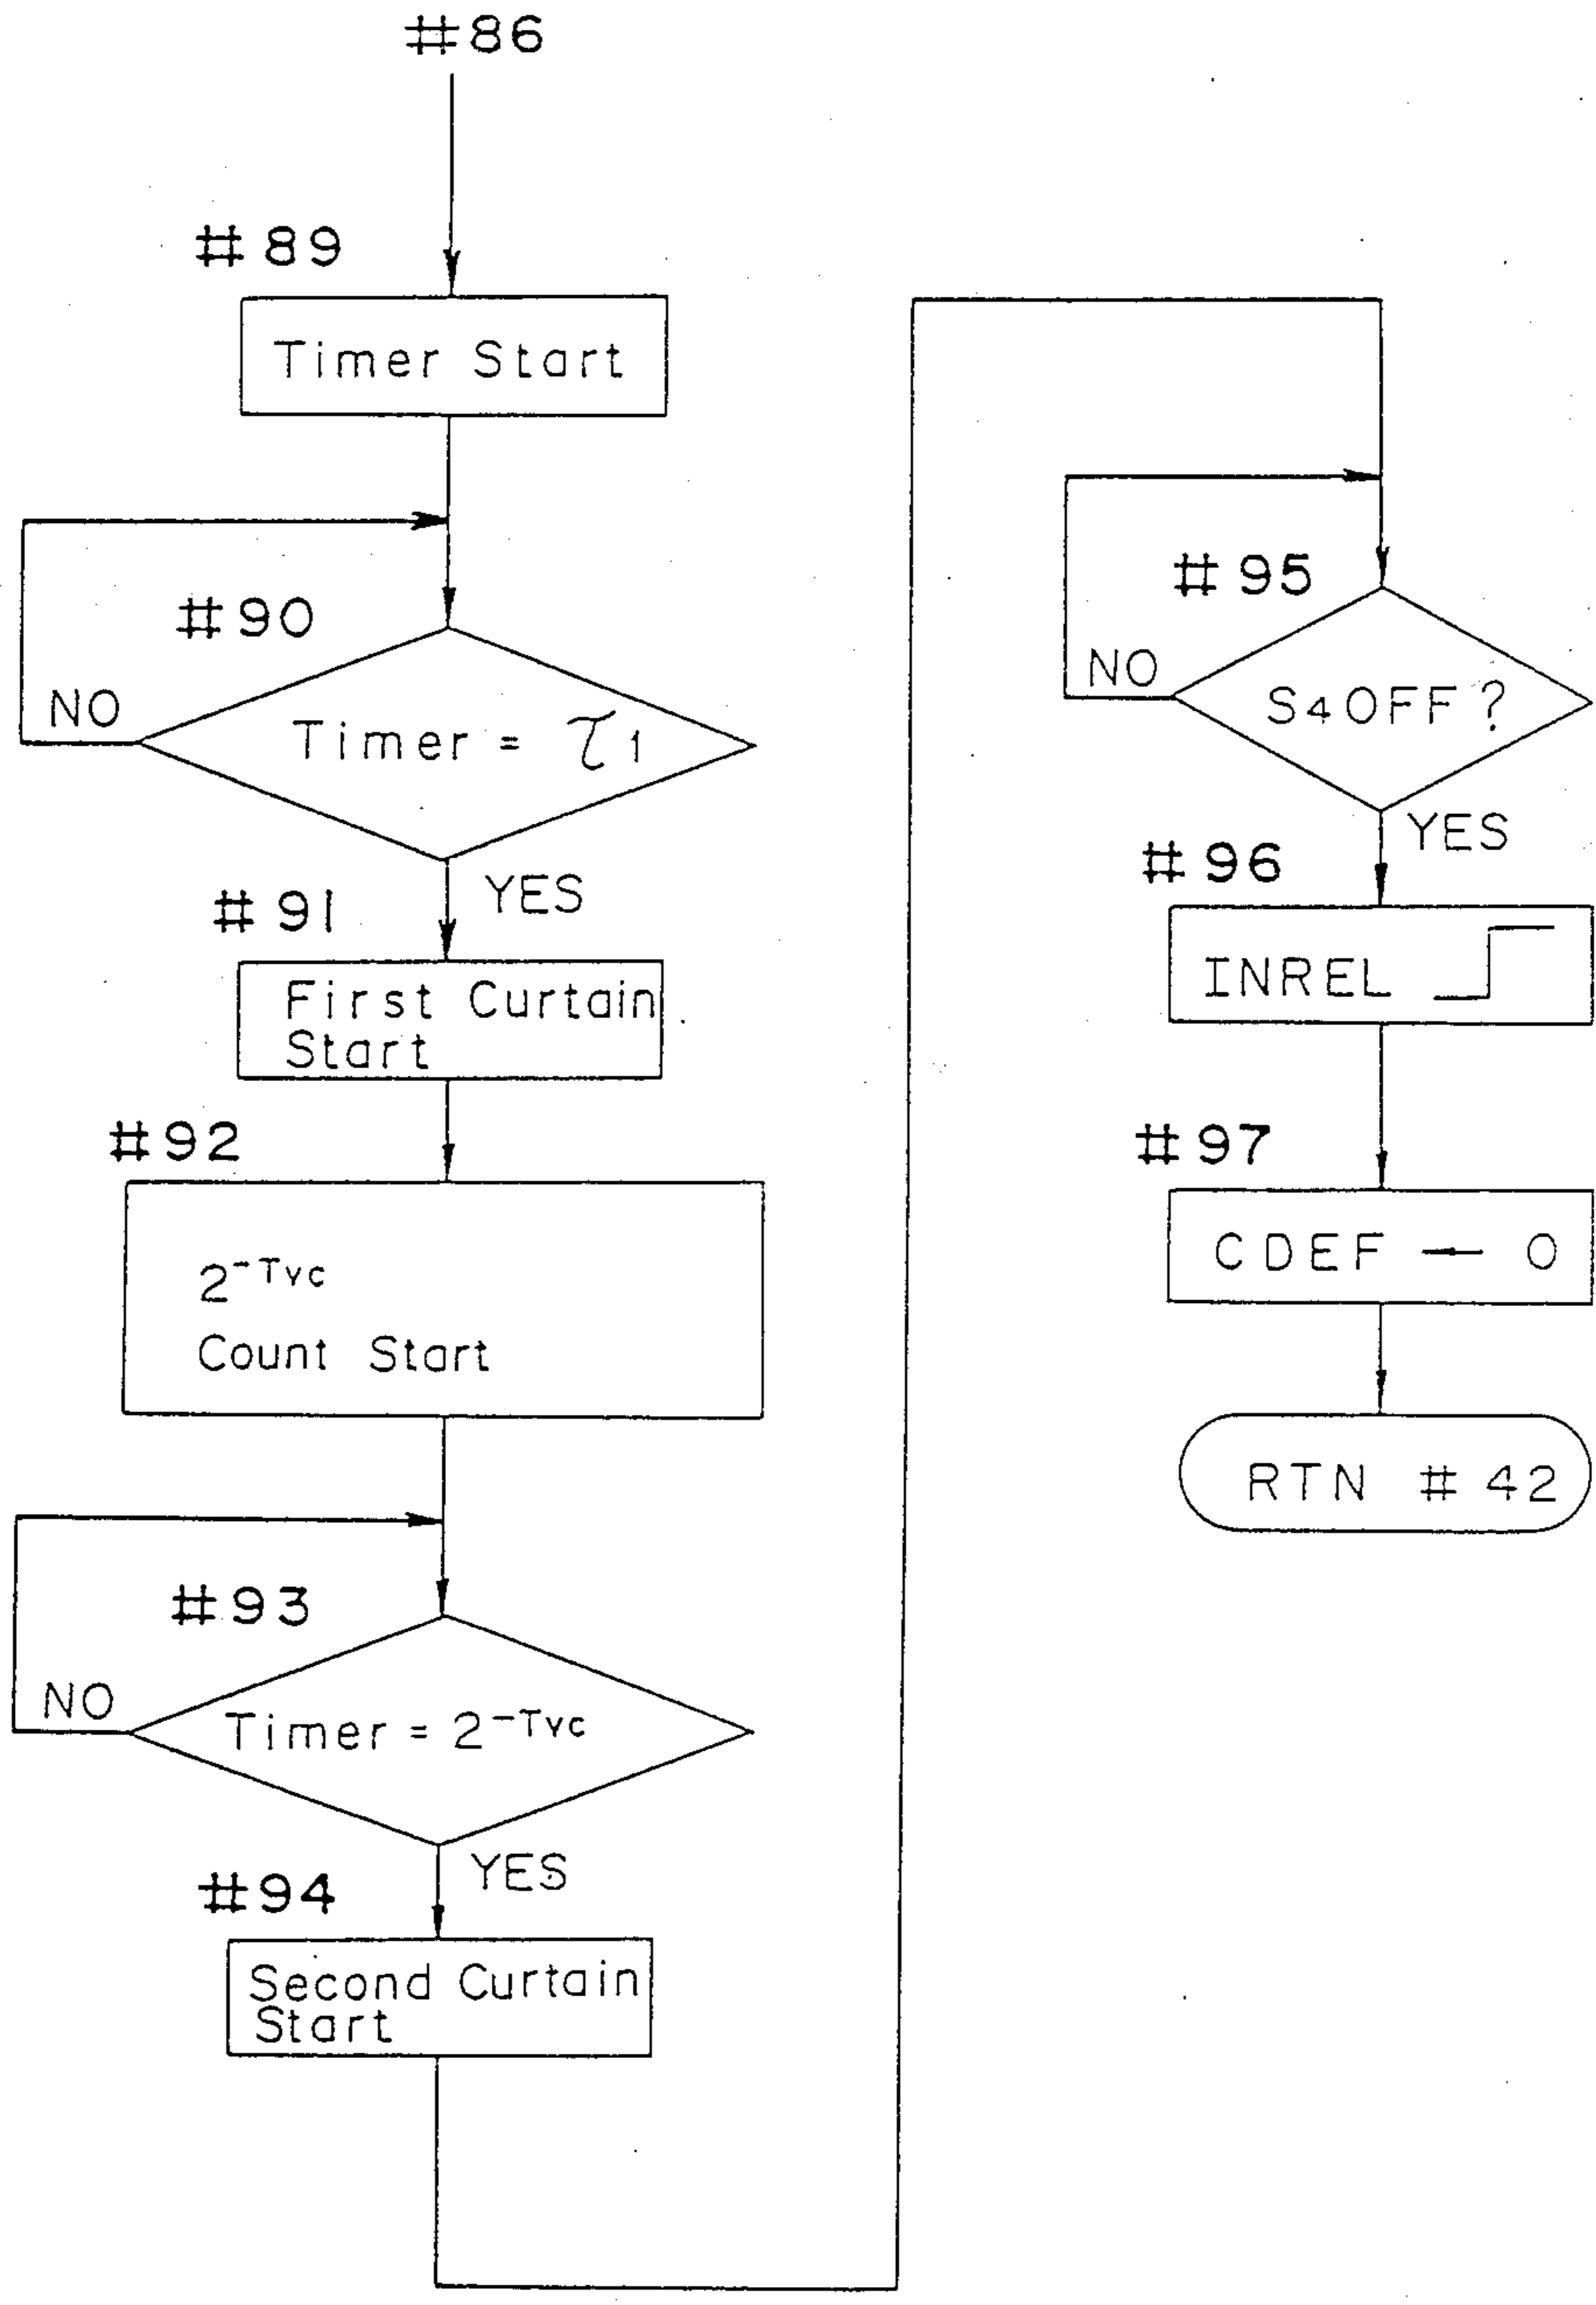 #86
#89
Timer Start
#90
NO
Timer = τ1
YES
#91
First Curtain
Start
#92
2^-Tvc
Count Start
#93
NO
Timer = 2^-Tvc
YES
#94
Second Curtain
Start
#95
NO
S4 OFF ?
YES
#96
INREL
#97
CDEF ← 0
RTN # 42